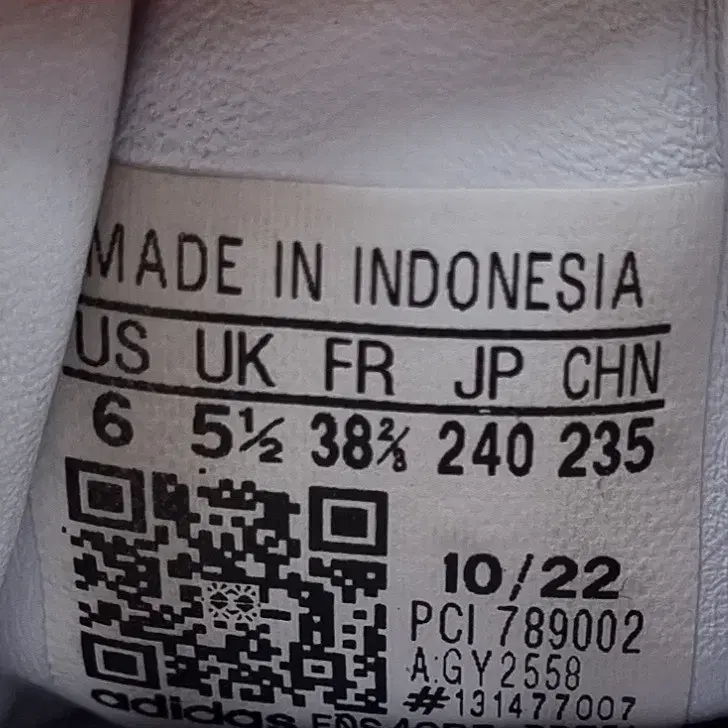 MADE IN INDONESIA
US UK FR JP CHN
6 5½ 38⅔ 240 235
10/22
PCI 789002
A:GY2558
#131477007
adidas